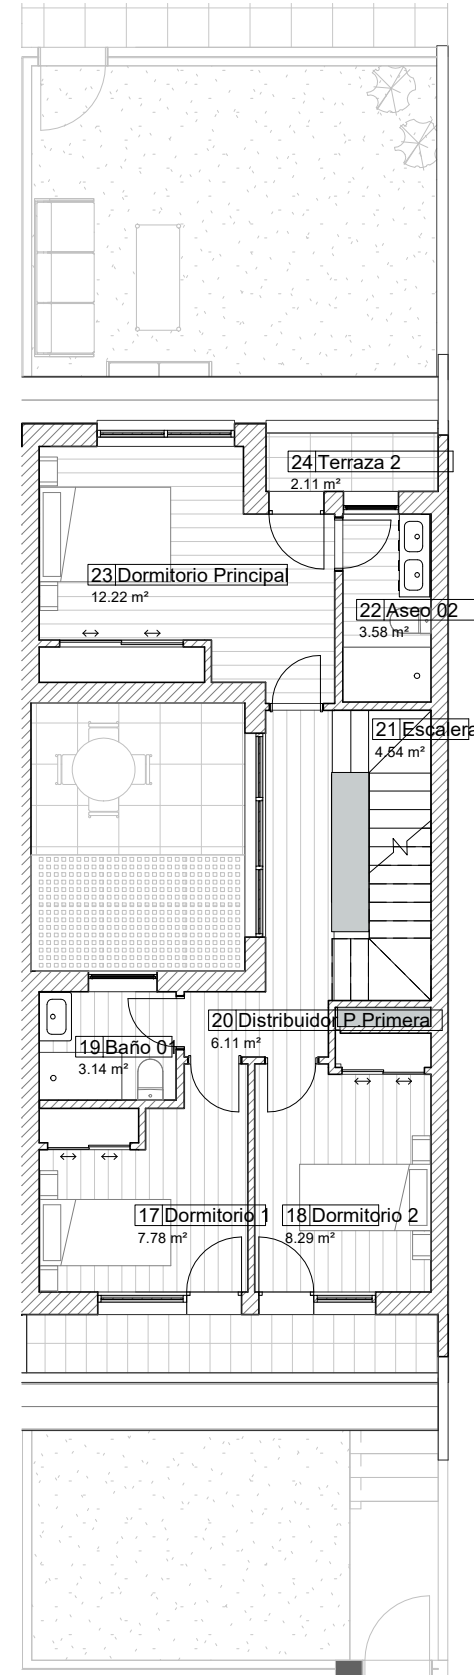 24 Terraza 2
2.11 m²
23 Dormitorio Principal
12.22 m²
22 Aseo 02
3.58 m²
21 Escalera
4.54 m²
20 Distribuidor P.Primera
6.11 m²
19 Baño 01
3.14 m²
17 Dormitorio 1
7.78 m²
18 Dormitorio 2
8.29 m²